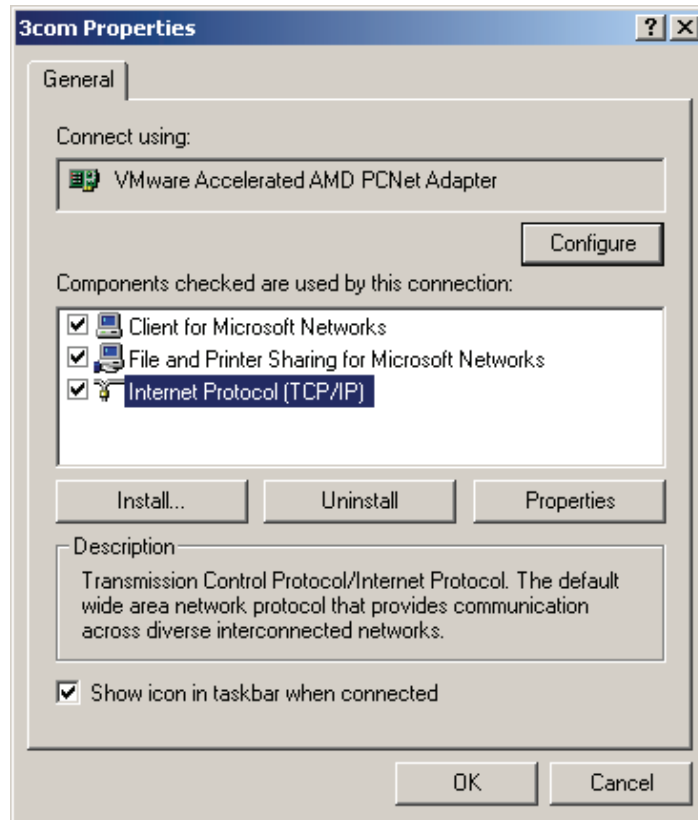 3com Properties
General
Connect using:
VMware Accelerated AMD PCNet Adapter
Configure
Components checked are used by this connection:
Client for Microsoft Networks
File and Printer Sharing for Microsoft Networks
Internet Protocol (TCP/IP)
Install...
Uninstall
Properties
Description
Transmission Control Protocol/Internet Protocol. The default
wide area network protocol that provides communication
across diverse interconnected networks.
Show icon in taskbar when connected
OK
Cancel